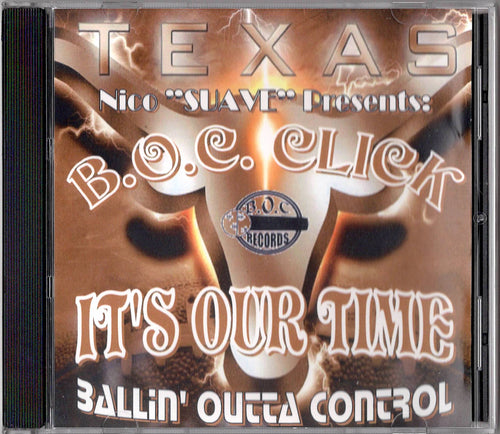 TEXAS
Nico "SUAVE" Presents:
B.O.C. CLICK
B.O.C
RECORDS
IT'S OUR TIME
BALLIN' OUTTA CONTROL